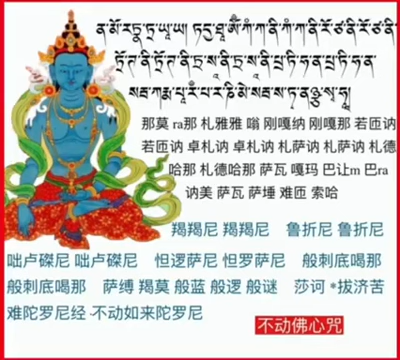 ན་མོ་རཏྣ་ཏྲ་ཡཱ་ཡ། ཏདྱ་ཐཱ་ཨོཾ་ཀཾ་ཀ་ནི་ཀཾ་ཀ་ནི་རོ་ཙ་ནི་རོ་ཙ་ནི་
ཏྲོ་ཊ་ནི་ཏྲོ་ཊ་ནི་ཏྲཱ་ས་ནི་ཏྲཱ་ས་ནི་པྲ་ཏི་ཧ་ན་པྲ་ཏི་ཧ་ན་
སརྦ་ཀརྨ་པ་རཾ་པ་ར་ཎི་མེ་སརྦ་ས་ཏྭ་ནཉྩ་སྭཱ་ཧཱ།
那莫 ra那 札雅雅 嗡 刚嘎纳 刚嘎那 若匝讷
若匝讷 卓札讷 卓札讷 札萨讷 札萨讷 札德
哈那 札德哈那 萨瓦 嘎玛 巴让m 巴ra
讷美 萨瓦 萨埵 难匝 索哈
羯羯尼 羯羯尼 鲁折尼 鲁折尼
咄卢磔尼 咄卢磔尼 怛逻萨尼 怛罗萨尼 般刺底喝那
般刺底喝那 萨缚 羯莫 般蓝 般逻 般谜 莎诃 *拔济苦
难陀罗尼经 不动如来陀罗尼
不动佛心咒